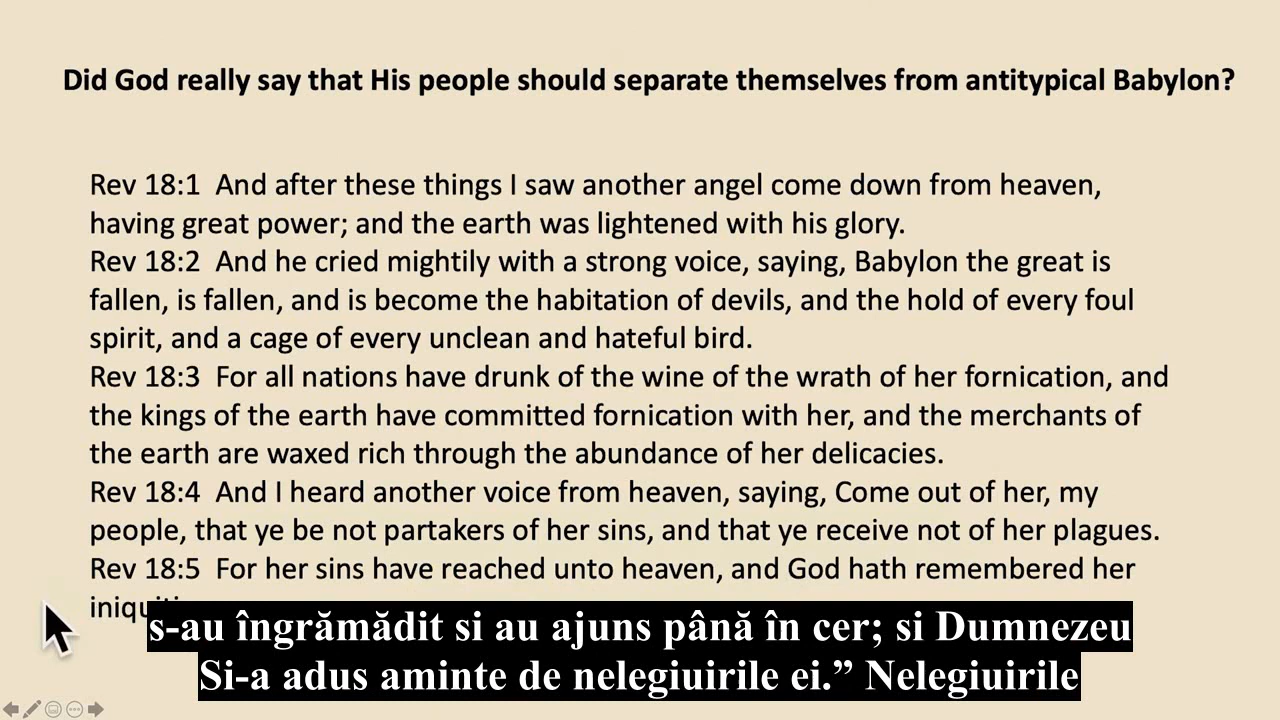 Did God really say that His people should separate themselves from antitypical Babylon?
Rev 18:1 And after these things I saw another angel come down from heaven,
having great power; and the earth was lightened with his glory.
Rev 18:2 And he cried mightily with a strong voice, saying, Babylon the great is
fallen, is fallen, and is become the habitation of devils, and the hold of every foul
spirit, and a cage of every unclean and hateful bird.
Rev 18:3 For all nations have drunk of the wine of the wrath of her fornication, and
the kings of the earth have committed fornication with her, and the merchants of
the earth are waxed rich through the abundance of her delicacies.
Rev 18:4 And I heard another voice from heaven, saying, Come out of her, my
people, that ye be not partakers of her sins, and that ye receive not of her plagues.
Rev 18:5 For her sins have reached unto heaven, and God hath remembered her
s-au îngrămădit si au ajuns până în cer; si Dumnezeu
Si-a adus aminte de nelegiuirile ei.” Nelegiuirile